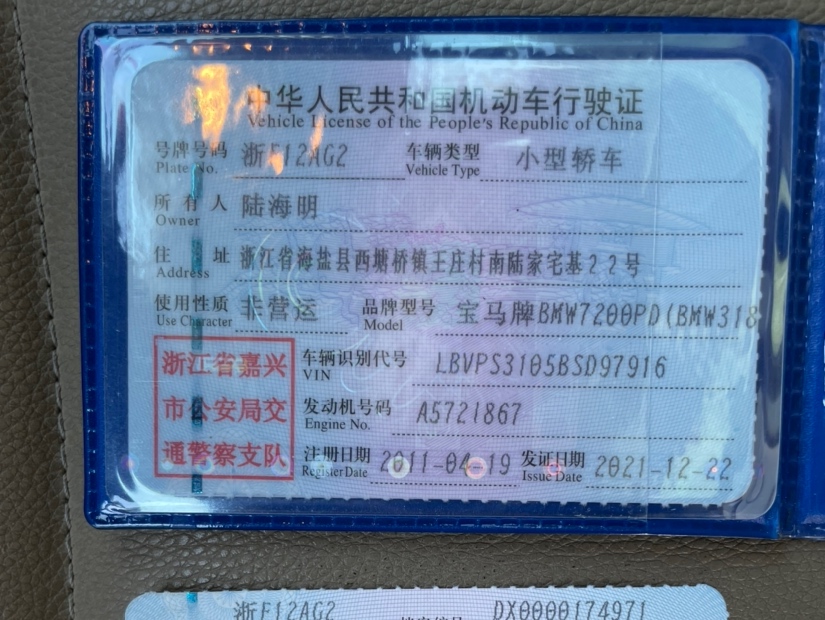 中华人民共和国机动车行驶证
Vehicle License of the People's Republic of China
号牌号码 浙F12AG2 车辆类型 小型轿车
Plate No. Vehicle Type
所有人 陆海明
Owner
住址 浙江省海盐县西塘桥镇王庄村南陆家宅基22号
Address
使用性质 非营运 品牌型号 宝马牌BMW7200PD(BMW318
Use Character Model
浙江省嘉兴
市公安局交
通警察支队
车辆识别代号 LBVPS3105BSD97916
VIN
发动机号码 A5721867
Engine No.
注册日期 2011-04-19 发证日期 2021-12-22
Register Date Issue Date
浙F12AG2 DX0000174971